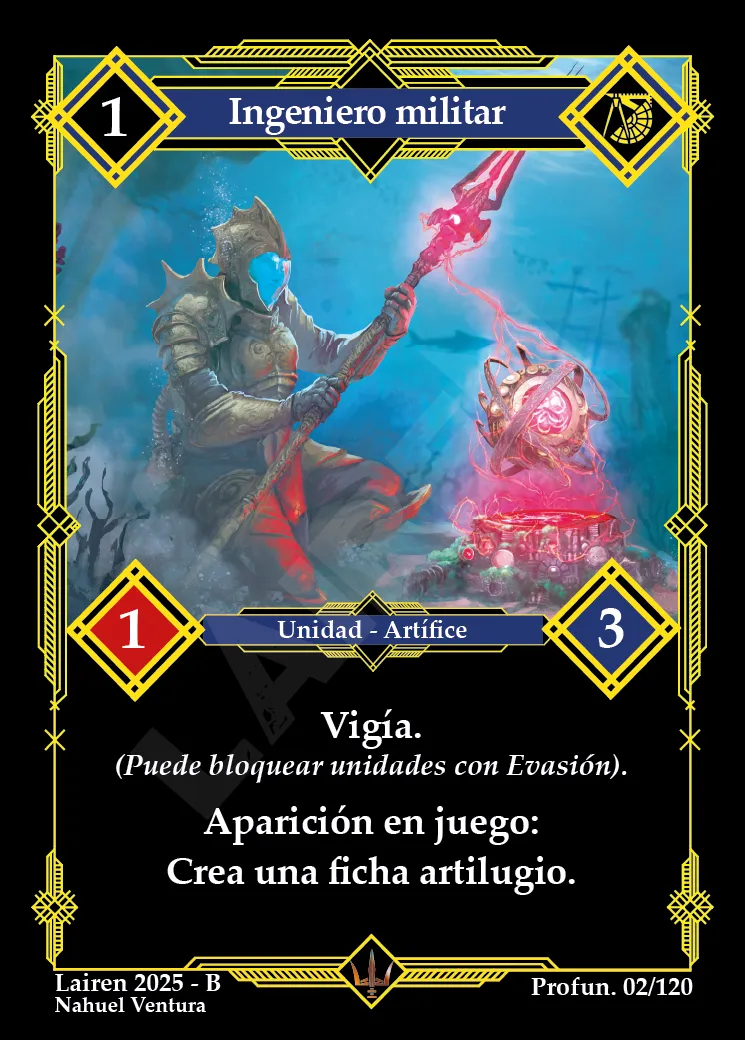 1
Ingeniero militar
1
Unidad - Artífice
3
Vigía.
(Puede bloquear unidades con Evasión).
Aparición en juego:
Crea una ficha artilugio.
Lairen 2025 - B
Nahuel Ventura
Profun. 02/120